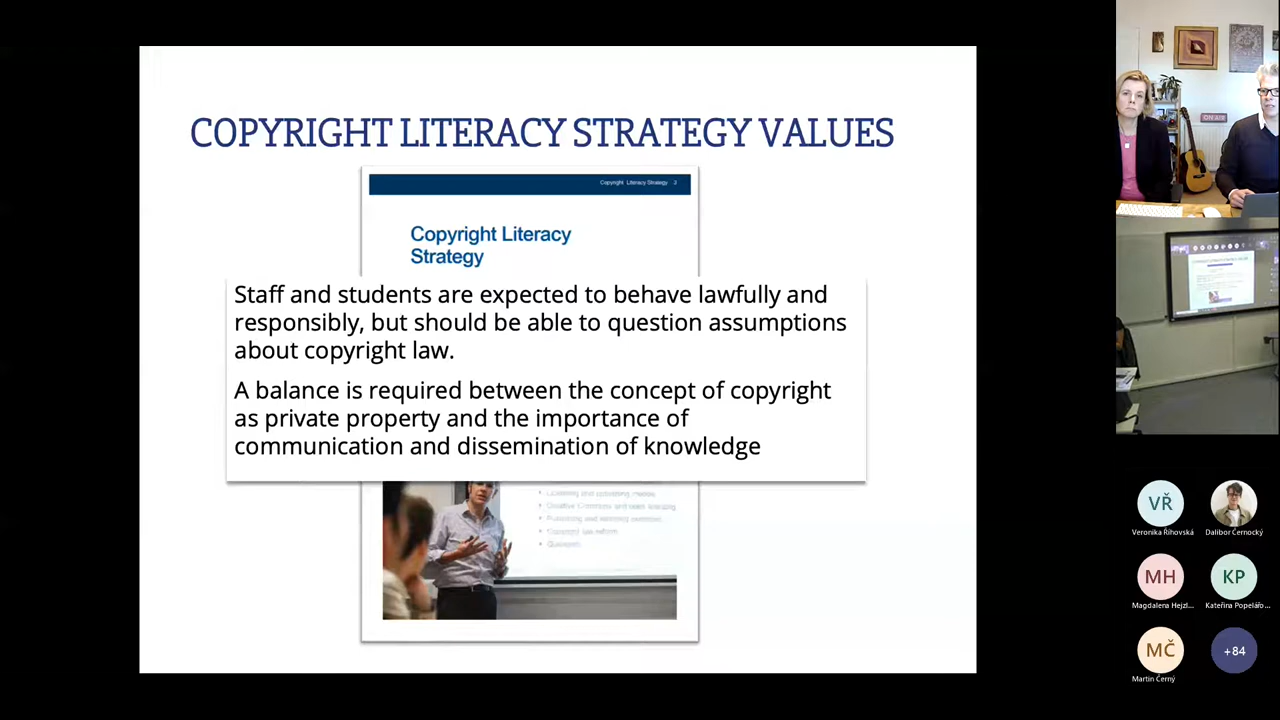 COPYRIGHT LITERACY STRATEGY VALUES
Copyright Literacy Strategy 3
Copyright Literacy
Strategy
Staff and students are expected to behave lawfully and
responsibly, but should be able to question assumptions
about copyright law.
A balance is required between the concept of copyright
as private property and the importance of
communication and dissemination of knowledge
ON AIR
VŘ
Veronika Říhovská
Dalibor Černocký
MH
Magdalena Hejzl...
KP
Kateřina Popelářo...
MČ
Martin Černý
+84